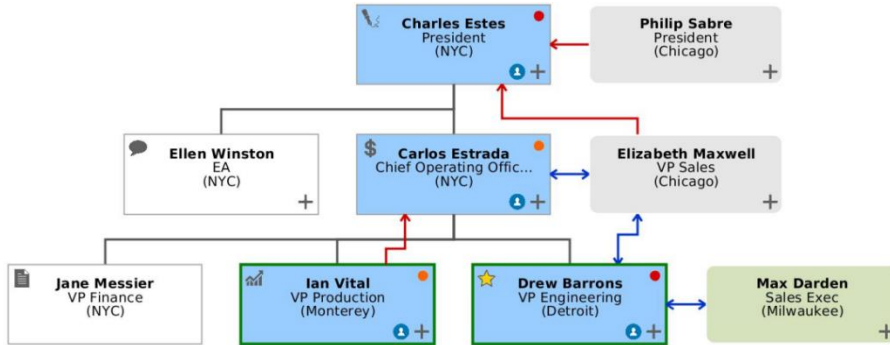 Charles Estes
President
(NYC)
Philip Sabre
President
(Chicago)
Ellen Winston
EA
(NYC)
$
Carlos Estrada
Chief Operating Offic...
(NYC)
Elizabeth Maxwell
VP Sales
(Chicago)
Jane Messier
VP Finance
(NYC)
Ian Vital
VP Production
(Monterey)
Drew Barrons
VP Engineering
(Detroit)
Max Darden
Sales Exec
(Milwaukee)